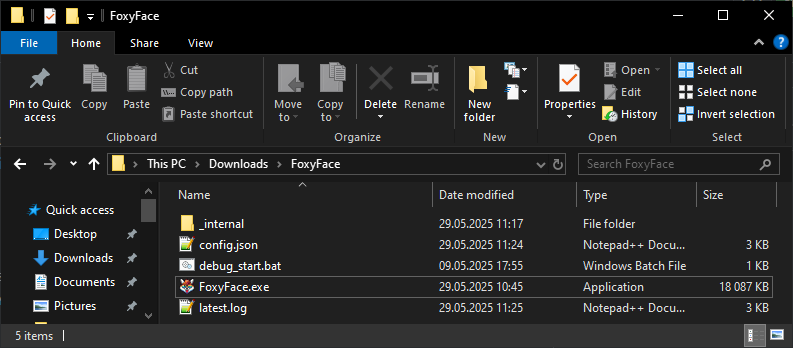 FoxyFace
File Home Share View
Pin to Quick access
Copy
Paste
Cut
Copy path
Paste shortcut
Clipboard
Move to
Copy to
Delete
Rename
Organize
New folder
New
Properties
Open
Edit
History
Open
Select all
Select none
Invert selection
Select
This PC Downloads FoxyFace
Search FoxyFace
Quick access
Desktop
Downloads
Documents
Pictures
Name Date modified Type Size
_internal 29.05.2025 11:17 File folder
config.json 29.05.2025 11:24 Notepad++ Docu... 3 KB
debug_start.bat 09.05.2025 17:55 Windows Batch File 1 KB
FoxyFace.exe 29.05.2025 10:45 Application 18 087 KB
latest.log 29.05.2025 11:25 Notepad++ Docu... 3 KB
5 items